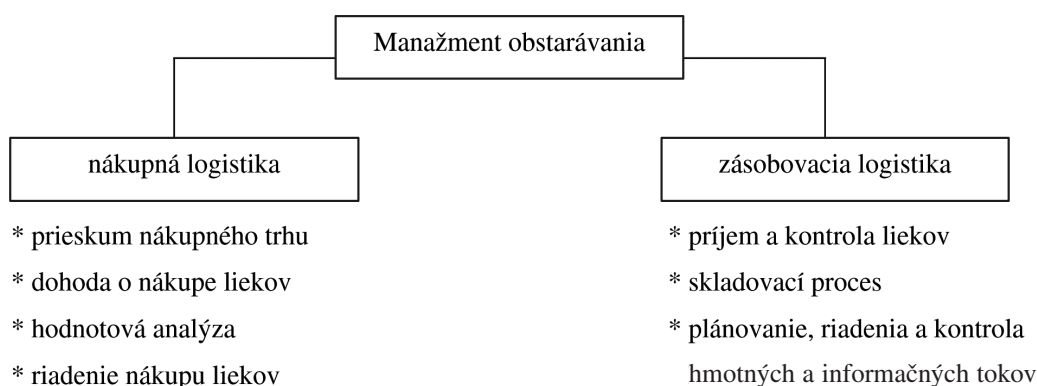 Manažment obstarávania
nákupná logistika
* prieskum nákupného trhu
* dohoda o nákupe liekov
* hodnotová analýza
* riadenie nákupu liekov
zásobovacia logistika
* príjem a kontrola liekov
* skladovací proces
* plánovanie, riadenia a kontrola
hmotných a informačných tokov